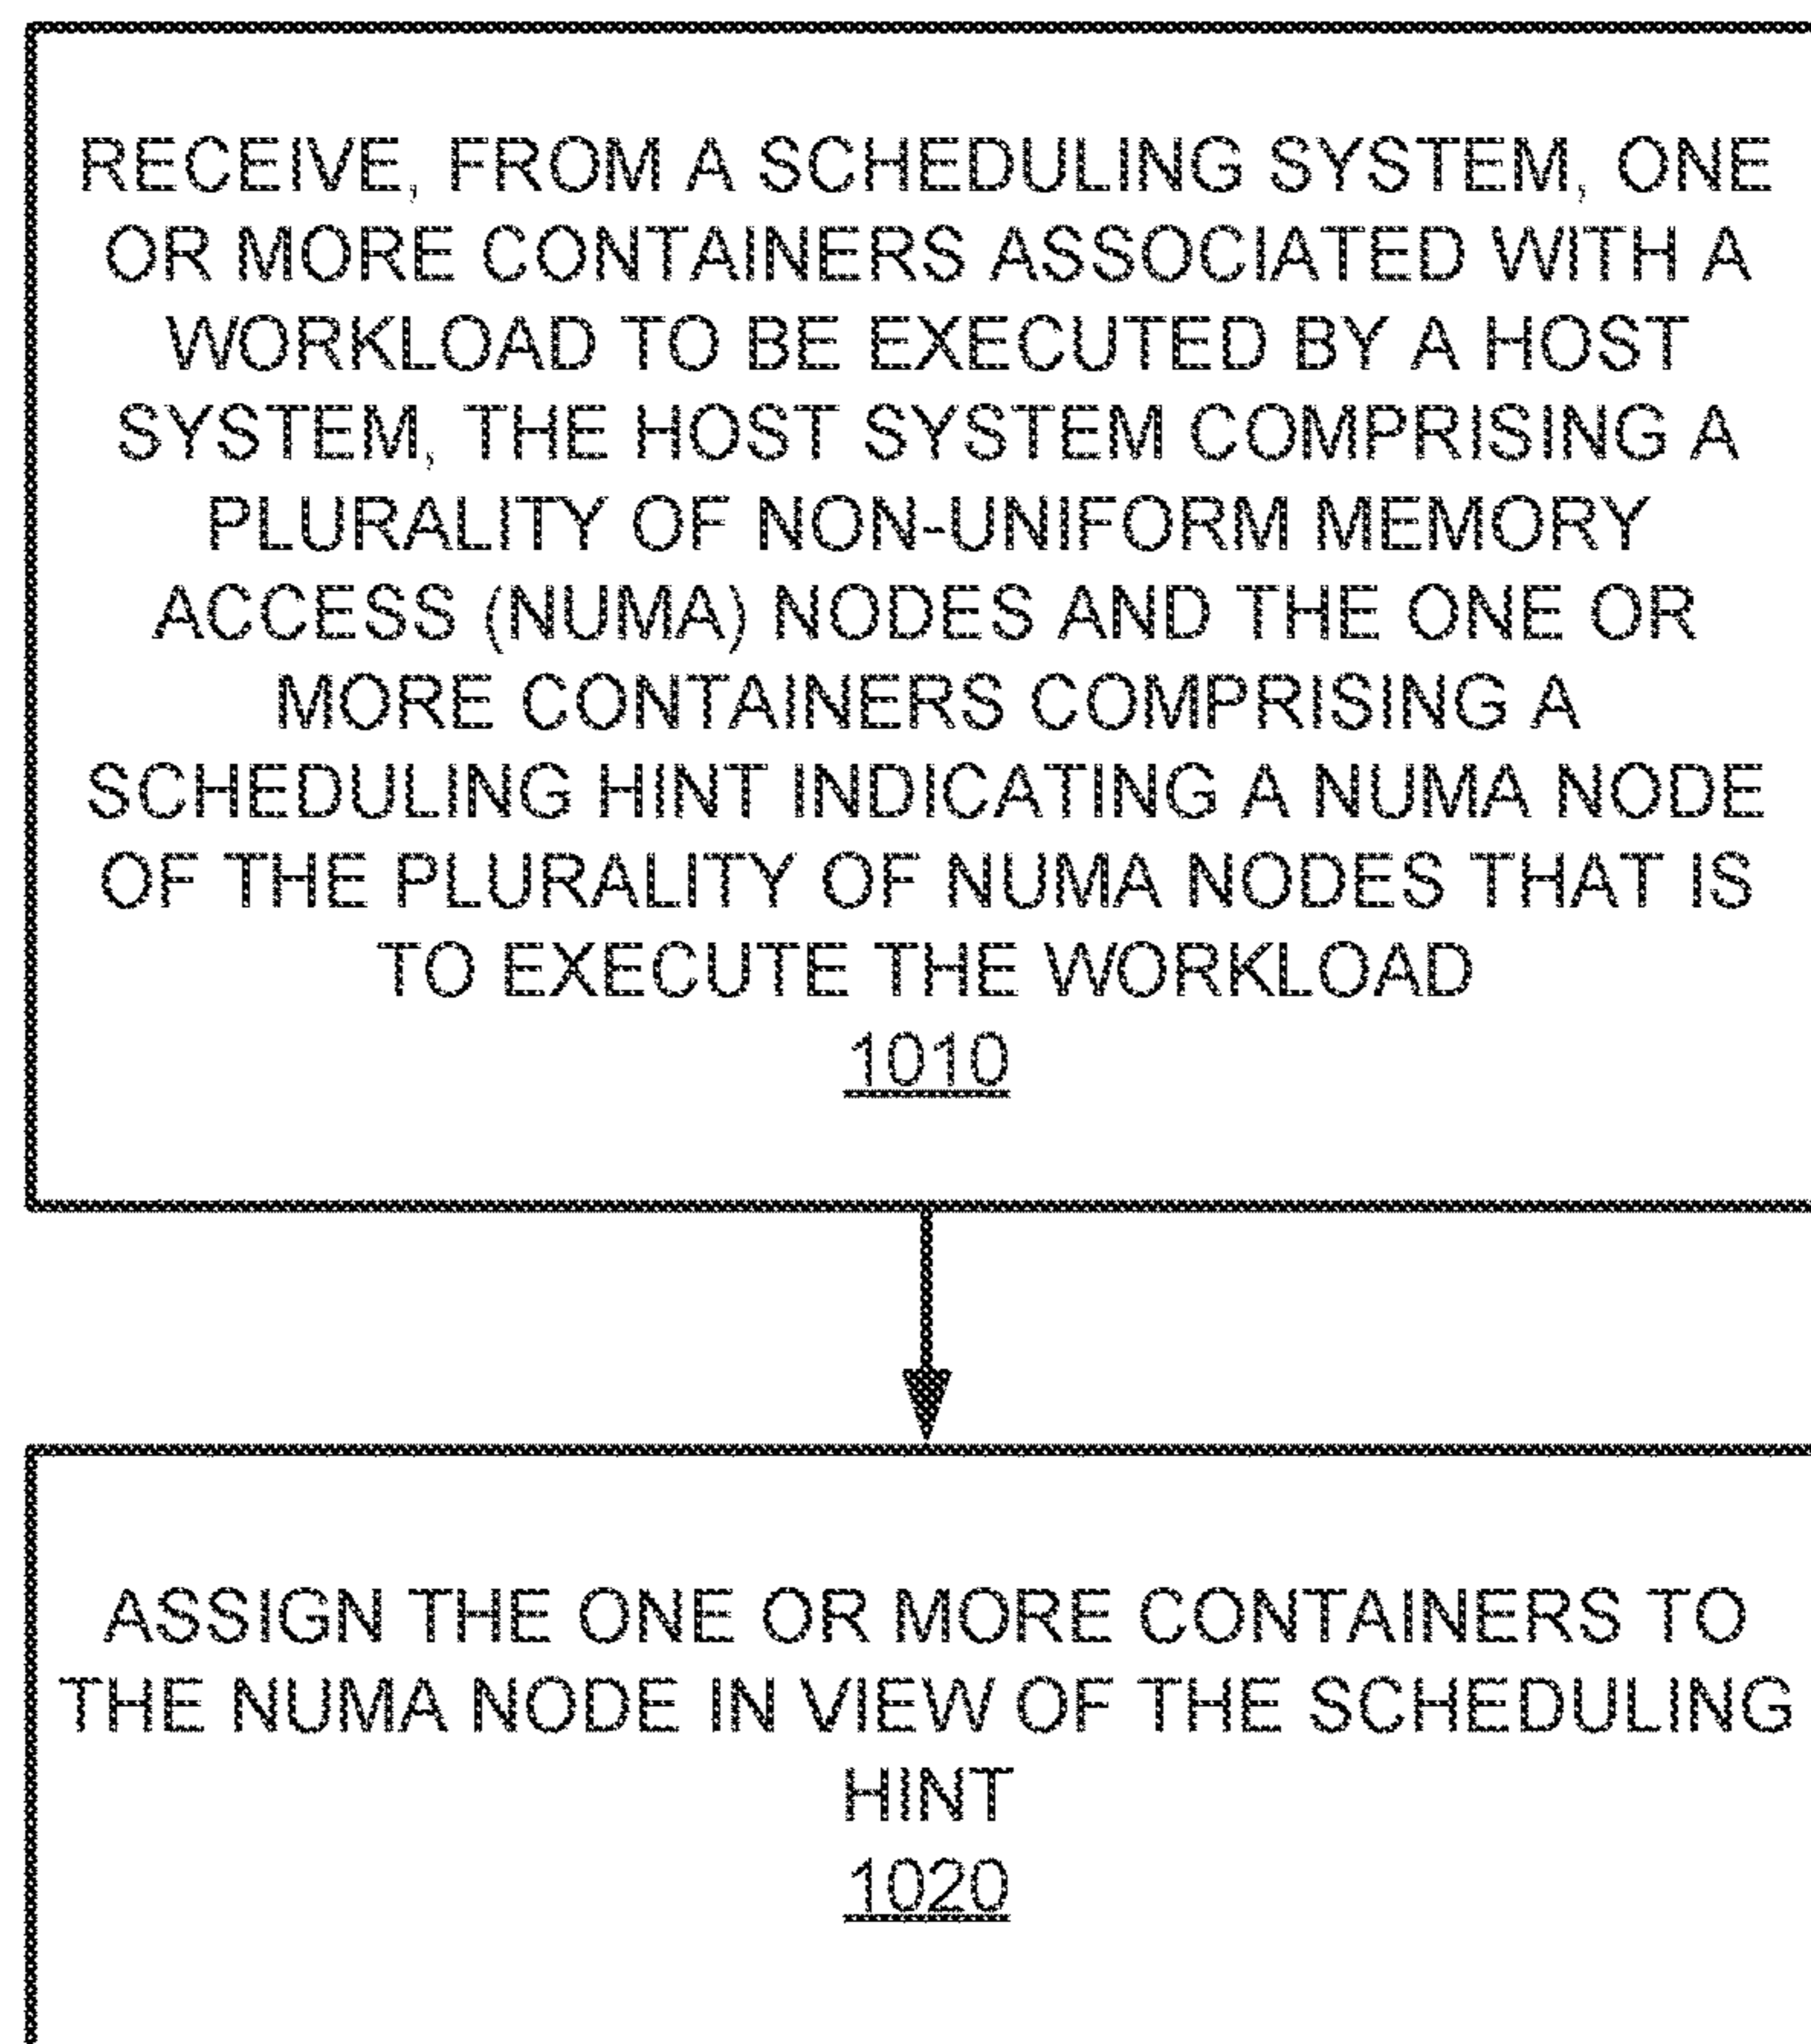 RECEIVE, FROM A SCHEDULING SYSTEM, ONE
OR MORE CONTAINERS ASSOCIATED WITH A
WORKLOAD TO BE EXECUTED BY A HOST
SYSTEM, THE HOST SYSTEM COMPRISING A
PLURALITY OF NON-UNIFORM MEMORY
ACCESS (NUMA) NODES AND THE ONE OR
MORE CONTAINERS COMPRISING A
SCHEDULING HINT INDICATING A NUMA NODE
OF THE PLURALITY OF NUMA NODES THAT IS
TO EXECUTE THE WORKLOAD
1010
ASSIGN THE ONE OR MORE CONTAINERS TO
THE NUMA NODE IN VIEW OF THE SCHEDULING
HINT
1020